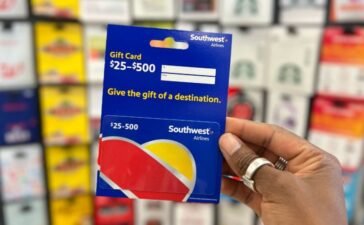 Southwest
Airlines
Gift Card
$25-$500
Give the gift of a destination.
$25-500
Southwest
Airlines